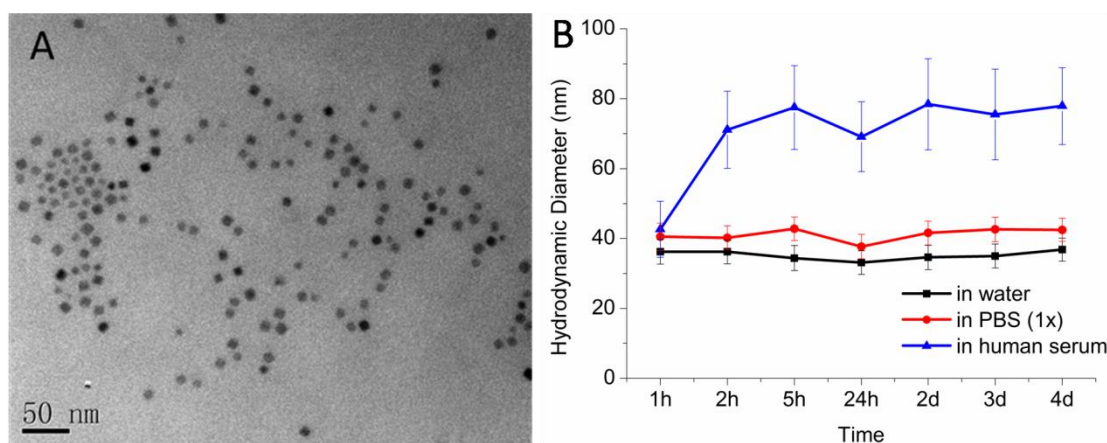 A
50 nm
B
100
80
60
40
20
0
Hydrodynamic Diameter (nm)
in water
in PBS (1x)
in human serum
1h 2h 5h 24h 2d 3d 4d
Time